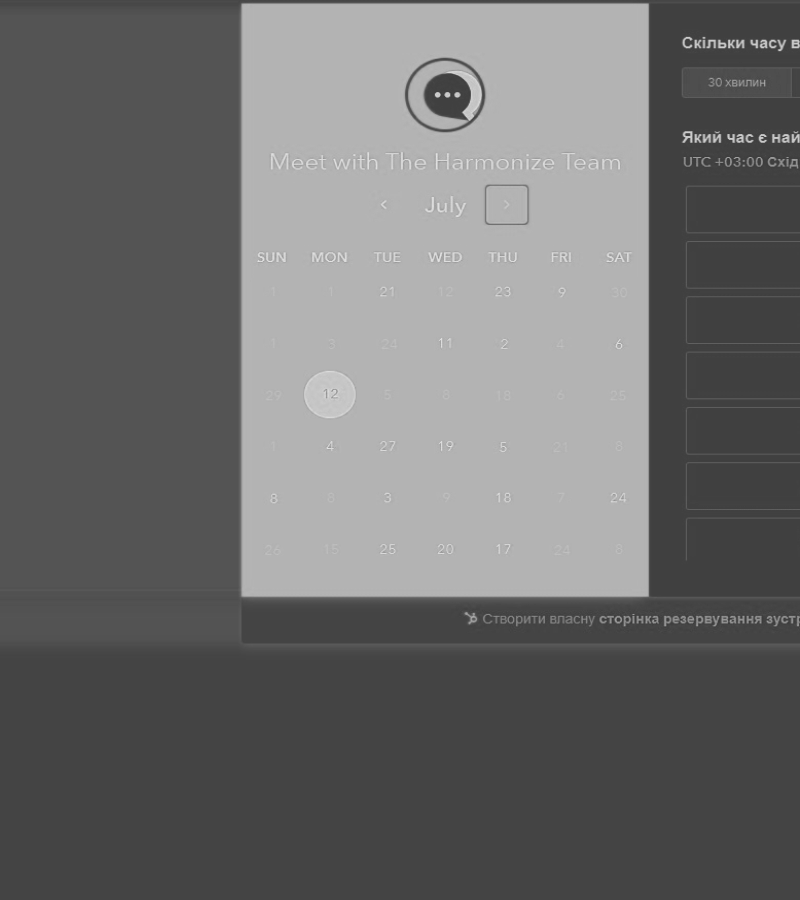 Скільки часу в
30 хвилин
Який час є най
UTC +03:00 Схід
Meet with The Harmonize Team
July
SUN MON TUE WED THU FRI SAT
1 1 21 12 23 9 30
1 3 24 11 2 4 6
29 12 5 6 18 6 25
1 4 27 19 5 21 8
8 8 3 9 18 7 24
26 15 25 20 17 24 8
Створити власну сторінка резервування зустр